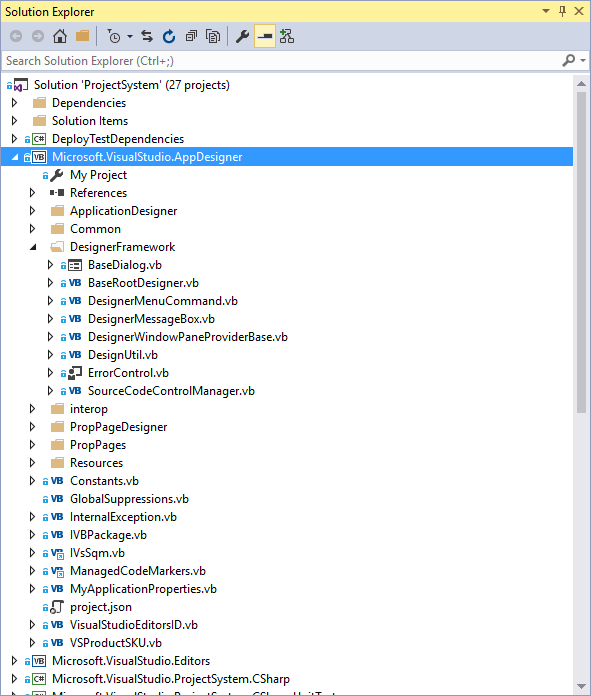 Solution Explorer
Search Solution Explorer (Ctrl+;)
Solution 'ProjectSystem' (27 projects)
Dependencies
Solution Items
C# DeployTestDependencies
VB Microsoft.VisualStudio.AppDesigner
My Project
References
ApplicationDesigner
Common
DesignerFramework
BaseDialog.vb
VB BaseRootDesigner.vb
VB DesignerMenuCommand.vb
VB DesignerMessageBox.vb
VB DesignerWindowPaneProviderBase.vb
VB DesignUtil.vb
ErrorControl.vb
VB SourceCodeControlManager.vb
interop
PropPageDesigner
PropPages
Resources
VB Constants.vb
VB GlobalSuppressions.vb
VB InternalException.vb
VB IVBPackage.vb
VB IVsSqm.vb
VB ManagedCodeMarkers.vb
VB MyApplicationProperties.vb
project.json
VB VisualStudioEditorsID.vb
VB VSProductSKU.vb
VB Microsoft.VisualStudio.Editors
C# Microsoft.VisualStudio.ProjectSystem.CSharp